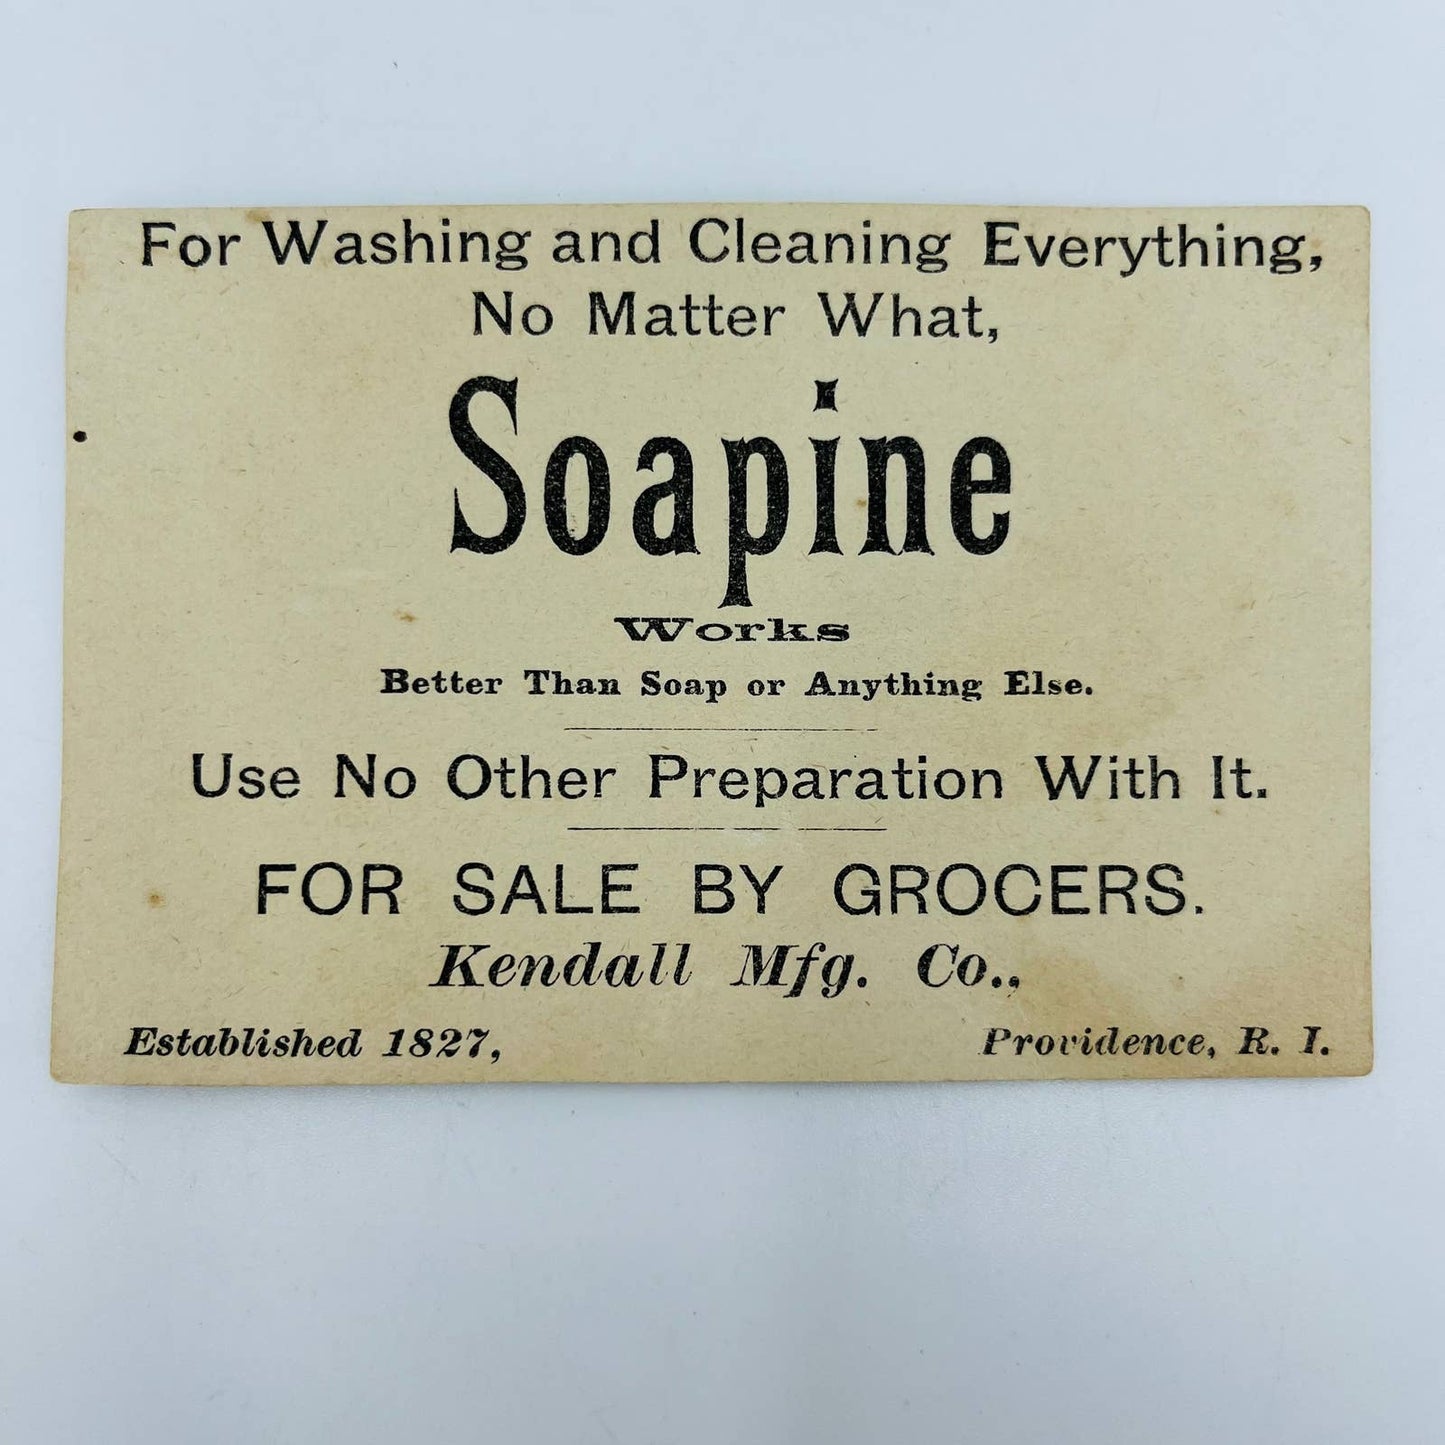 For Washing and Cleaning Everything,
No Matter What,
Soapine
Works
Better Than Soap or Anything Else.
Use No Other Preparation With It.
FOR SALE BY GROCERS.
Kendall Mfg. Co.,
Established 1827,
Providence, R. I.